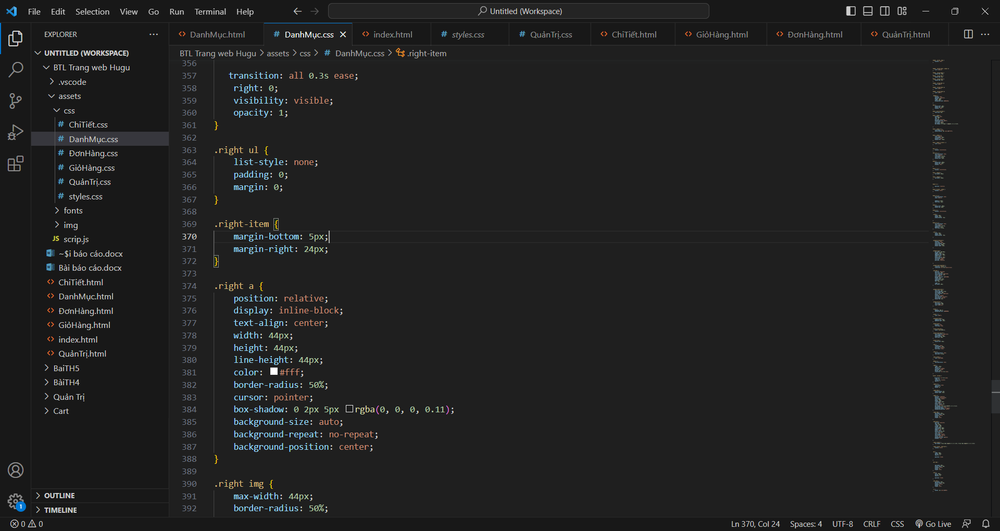 File Edit Selection View Go Run Terminal Help
Untitled (Workspace)
EXPLORER
DanhMục.html
DanhMục.css
index.html
styles.css
QuảnTrị.css
ChiTiết.html
GiỏHàng.html
ĐơnHàng.html
QuảnTrị.html
BTL Trang web Hugu > assets > css > # DanhMục.css > .right-item
UNTITLED (WORKSPACE)
BTL Trang web Hugu
.vscode
assets
css
# ChiTiết.css
# DanhMục.css
# ĐơnHàng.css
# GiỏHàng.css
# QuảnTrị.css
# styles.css
fonts
img
JS scrip.js
~$i báo cáo.docx
Bài báo cáo.docx
<> ChiTiết.html
<> DanhMục.html
<> ĐơnHàng.html
<> GiỏHàng.html
<> index.html
<> QuảnTrị.html
BaiTH5
BàiTH4
Quản Trị
Cart
OUTLINE
TIMELINE
356
357 transition: all 0.3s ease;
358 right: 0;
359 visibility: visible;
360 opacity: 1;
361 }
362
363 .right ul {
364 list-style: none;
365 padding: 0;
366 margin: 0;
367 }
368
369 .right-item {
370 margin-bottom: 5px;
371 margin-right: 24px;
372 }
373
374 .right a {
375 position: relative;
376 display: inline-block;
377 text-align: center;
378 width: 44px;
379 height: 44px;
380 line-height: 44px;
381 color: #fff;
382 border-radius: 50%;
383 cursor: pointer;
384 box-shadow: 0 2px 5px rgba(0, 0, 0, 0.11);
385 background-size: auto;
386 background-repeat: no-repeat;
387 background-position: center;
388 }
389
390 .right img {
391 max-width: 44px;
392 border-radius: 50%;
1
0 0
Ln 370, Col 24 Spaces: 4 UTF-8 CRLF CSS Go Live